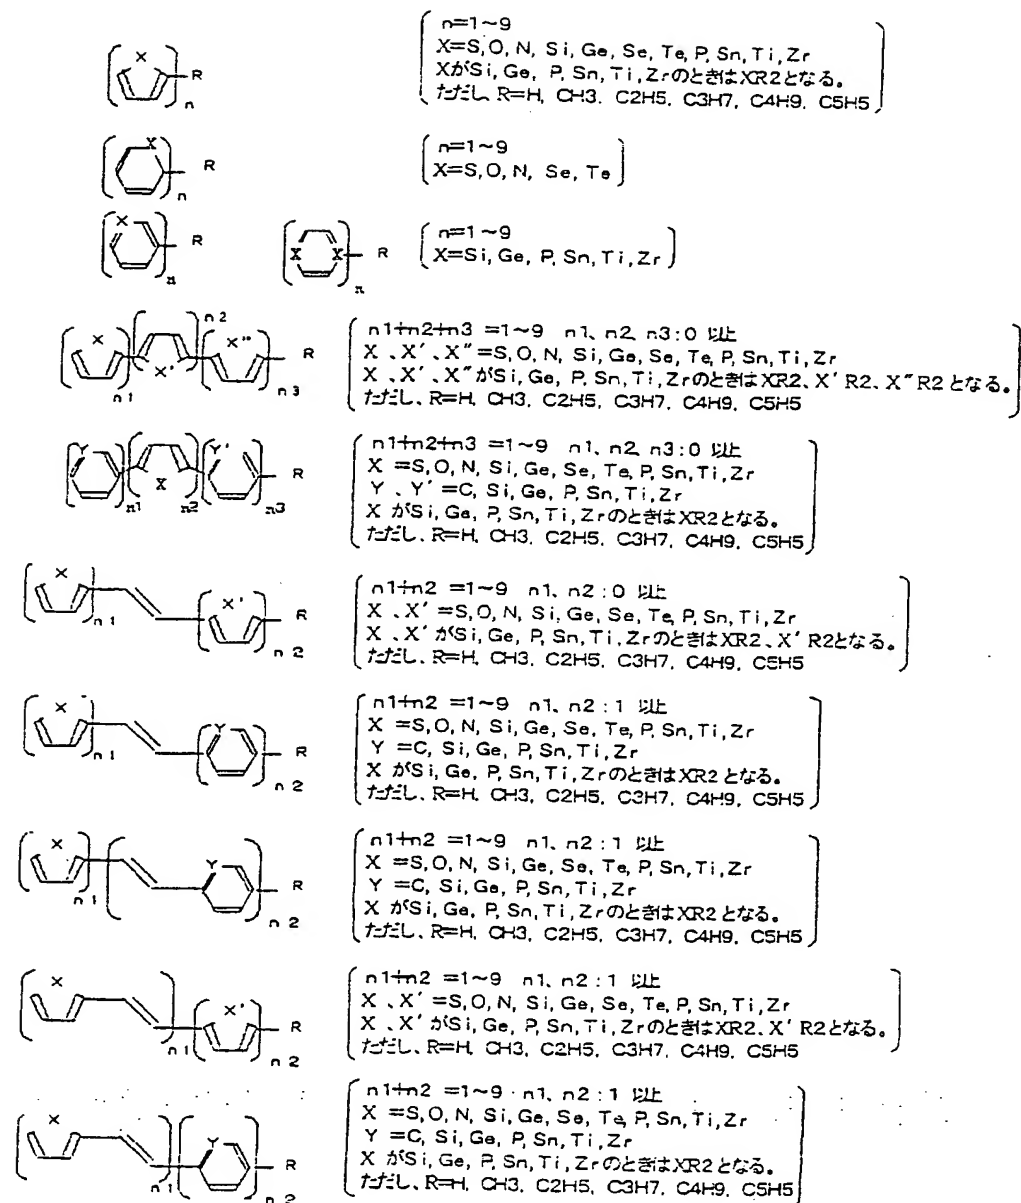 X
R
n
n=1~9
X=S,O,N, Si,Ge,Se,Te,P,Sn,Ti,Zr
XがSi,Ge, P,Sn,Ti,ZrのときはXR2となる。
ただし、R=H, CH3, C2H5, C3H7, C4H9, C5H5
X
R
n
n=1~9
X=S,O,N, Se,Te
X
R
n
X X
R
n
n=1~9
X=Si,Ge, P,Sn,Ti,Zr
X
n1
X'
n2
X"
n3
R
n1+n2+n3 =1~9 n1、n2, n3:0 以上
X 、X'、X"=S,O,N, Si,Ge,Se,Te,P,Sn,Ti,Zr
X 、X'、X"がSi,Ge, P,Sn,Ti,ZrのときはXR2、X' R2、X"R2 となる。
ただし、R=H, CH3, C2H5, C3H7, C4H9, C5H5
Y
n1
X
n2
Y'
n3
R
n1+n2+n3 =1~9 n1、n2, n3:0 以上
X =S,O,N, Si,Ge,Se,Te,P,Sn,Ti,Zr
Y 、Y' =C, Si,Ge, P,Sn,Ti,Zr
X がSi,Ge, P,Sn,Ti,ZrのときはXR2となる。
ただし、R=H, CH3, C2H5, C3H7, C4H9, C5H5
X
n1
X'
n2
R
n1+n2 =1~9 n1、n2:0 以上
X 、X' =S,O,N, Si,Ge,Se,Te,P,Sn,Ti,Zr
X 、X' がSi,Ge, P,Sn,Ti,ZrのときはXR2、X' R2となる。
ただし、R=H, CH3, C2H5, C3H7, C4H9, C5H5
X
n1
Y
n2
R
n1+n2 =1~9 n1、n2:1 以上
X =S,O,N, Si,Ge,Se,Te,P,Sn,Ti,Zr
Y =C, Si,Ge, P,Sn,Ti,Zr
X がSi,Ge, P,Sn,Ti,ZrのときはXR2 となる。
ただし、R=H, CH3, C2H5, C3H7, C4H9, C5H5
X
n1
Y
n2
R
n1+n2 =1~9 n1、n2:1 以上
X =S,O,N, Si,Ge,Se,Te,P,Sn,Ti,Zr
Y =C, Si,Ge, P,Sn,Ti,Zr
X がSi,Ge, P,Sn,Ti,ZrのときはXR2 となる。
ただし、R=H, CH3, C2H5, C3H7, C4H9, C5H5
X
n1
X'
n2
R
n1+n2 =1~9 n1、n2:1 以上
X 、X' =S,O,N, Si,Ge,Se,Te,P,Sn,Ti,Zr
X 、X' がSi,Ge, P,Sn,Ti,ZrのときはXR2、X' R2となる。
ただし、R=H, CH3, C2H5, C3H7, C4H9, C5H5
X
n1
Y
n2
R
n1+n2 =1~9 n1、n2:1 以上
X =S,O,N, Si,Ge,Se,Te,P,Sn,Ti,Zr
Y =C, Si,Ge, P,Sn,Ti,Zr
X がSi,Ge, P,Sn,Ti,ZrのときはXR2 となる。
ただし、R=H, CH3, C2H5, C3H7, C4H9, C5H5